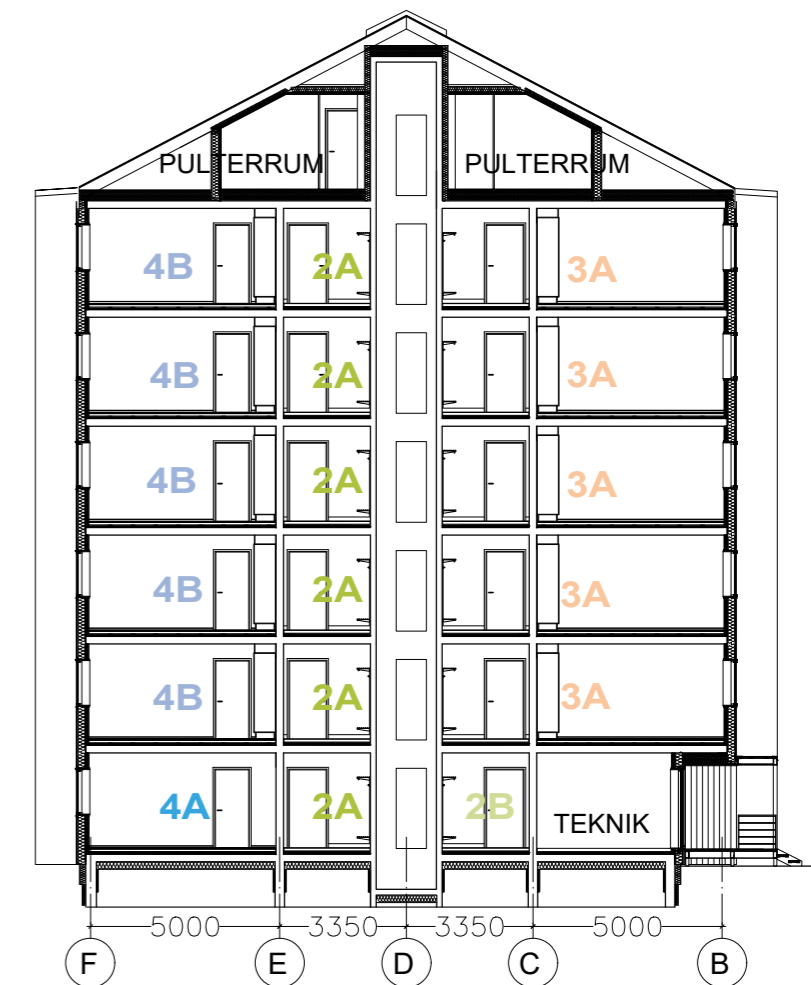 PULTERRUM PULTERRUM
4B 2A 3A
4B 2A 3A
4B 2A 3A
4B 2A 3A
4B 2A 3A
4A 2A 2B TEKNIK
5000 3350 3350 5000
F E D C B